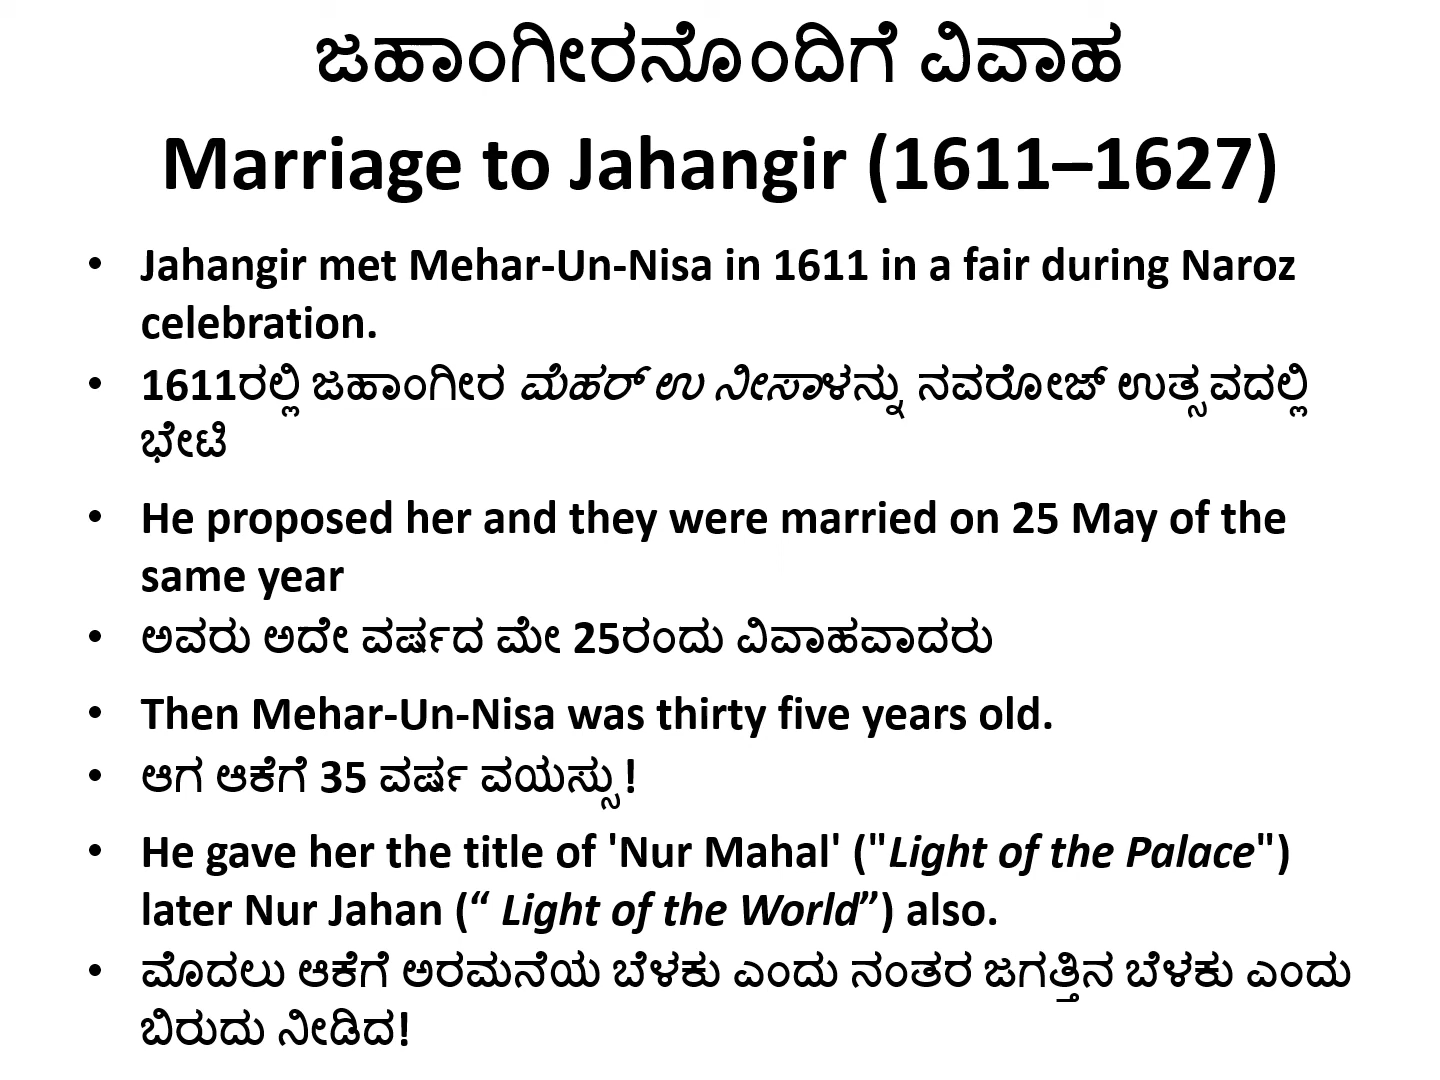 ಜಹಾಂಗೀರನೊಂದಿಗೆ ವಿವಾಹ
Marriage to Jahangir (1611–1627)
• Jahangir met Mehar-Un-Nisa in 1611 in a fair during Naroz
celebration.
• 1611ರಲ್ಲಿ ಜಹಾಂಗೀರ ಮೆಹರ್ ಉ ನೀಸಾಳನ್ನು ನವರೋಜ್ ಉತ್ಸವದಲ್ಲಿ
ಭೇಟಿ
• He proposed her and they were married on 25 May of the
same year
• ಅವರು ಅದೇ ವರ್ಷದ ಮೇ 25ರಂದು ವಿವಾಹವಾದರು
• Then Mehar-Un-Nisa was thirty five years old.
• ಆಗ ಆಕೆಗೆ 35 ವರ್ಷ ವಯಸ್ಸು!
• He gave her the title of 'Nur Mahal' ("Light of the Palace")
later Nur Jahan (“ Light of the World”) also.
• ಮೊದಲು ಆಕೆಗೆ ಅರಮನೆಯ ಬೆಳಕು ಎಂದು ನಂತರ ಜಗತ್ತಿನ ಬೆಳಕು ಎಂದು
ಬಿರುದು ನೀಡಿದ!